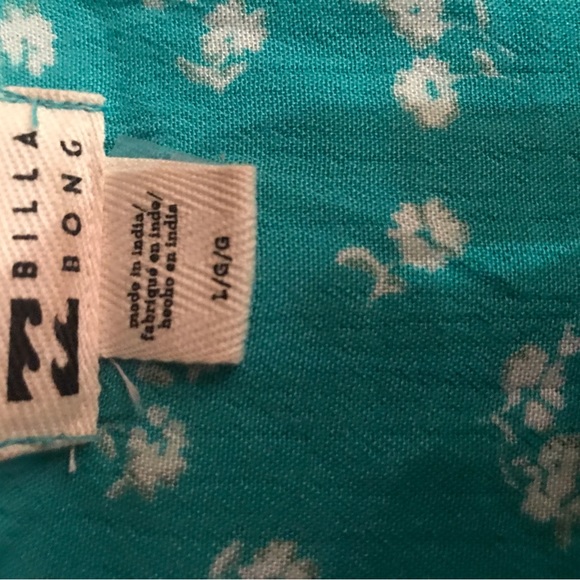 BILLA
BONG
made in india/
fabriqué en inde/
hecho en india
L/G/G